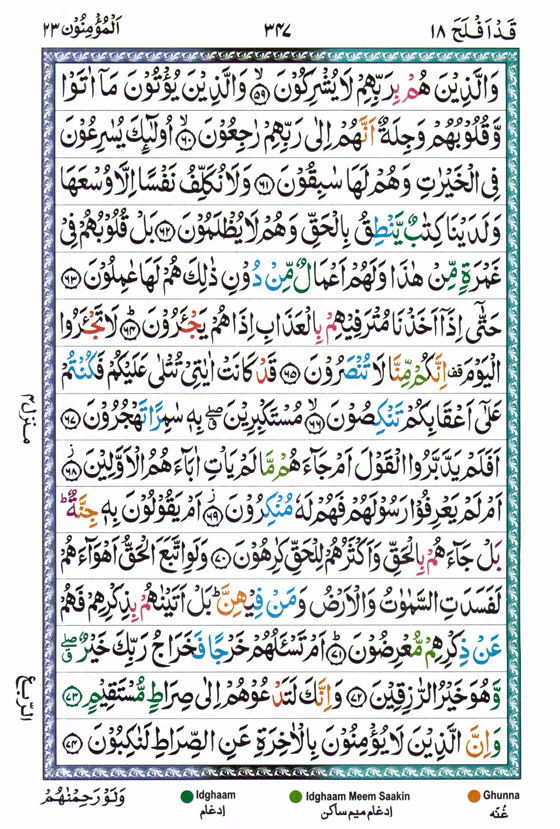 قَدْ اَفْلَحَ ١٨
٣٤٧
اَلْمُؤْمِنُوْن ٢٣
وَالَّذِيْنَ هُمْ بِرَبِّهِمْ لَا يُشْرِكُوْنَ ﴿٥٩﴾ وَالَّذِيْنَ يُؤْتُوْنَ مَاۤ اٰتَوْا
وَّقُلُوْبُهُمْ وَجِلَةٌ اَنَّهُمْ اِلٰى رَبِّهِمْ رٰجِعُوْنَ ﴿٦٠﴾ اُولٰٓئِكَ يُسٰرِعُوْنَ
فِى الْخَيْرٰتِ وَهُمْ لَهَا سٰبِقُوْنَ ﴿٦١﴾ وَلَا نُكَلِّفُ نَفْسًا اِلَّا وُسْعَهَا
وَلَدَيْنَا كِتٰبٌ يَّنْطِقُ بِالْحَقِّ وَهُمْ لَا يُظْلَمُوْنَ ﴿٦٢﴾ بَلْ قُلُوْبُهُمْ فِىْ
غَمْرَةٍ مِّنْ هٰذَا وَلَهُمْ اَعْمَالٌ مِّنْ دُوْنِ ذٰلِكَ هُمْ لَهَا عٰمِلُوْنَ ﴿٦٣﴾
حَتّٰٓى اِذَاۤ اَخَذْنَا مُتْرَفِيْهِمْ بِالْعَذَابِ اِذَا هُمْ يَجْـَٔرُوْنَ ﴿٦٤﴾ لَا تَجْـَٔرُوا
الْيَوْمَ ۫ اِنَّكُمْ مِّنَّا لَا تُنْصَرُوْنَ ﴿٦٥﴾ قَدْ كَانَتْ اٰيٰتِىْ تُتْلٰى عَلَيْكُمْ فَكُنْتُمْ
عَلٰٓى اَعْقَابِكُمْ تَنْكِصُوْنَ ﴿٦٦﴾ مُسْتَكْبِرِيْنَ ۖ بِهٖ سٰمِرًا تَهْجُرُوْنَ ﴿٦٧﴾
اَفَلَمْ يَدَّبَّرُوا الْقَوْلَ اَمْ جَآءَهُمْ مَّا لَمْ يَاْتِ اٰبَآءَهُمُ الْاَوَّلِيْنَ ﴿٦٨﴾
اَمْ لَمْ يَعْرِفُوْا رَسُوْلَهُمْ فَهُمْ لَهٗ مُنْكِرُوْنَ ﴿٦٩﴾ اَمْ يَقُوْلُوْنَ بِهٖ جِنَّةٌ ؕ
بَلْ جَآءَهُمْ بِالْحَقِّ وَاَكْثَرُهُمْ لِلْحَقِّ كٰرِهُوْنَ ﴿٧٠﴾ وَلَوِ اتَّبَعَ الْحَقُّ اَهْوَآءَهُمْ
لَفَسَدَتِ السَّمٰوٰتُ وَالْاَرْضُ وَمَنْ فِيْهِنَّ ؕ بَلْ اَتَيْنٰهُمْ بِذِكْرِهِمْ فَهُمْ
عَنْ ذِكْرِهِمْ مُّعْرِضُوْنَ ﴿٧١﴾ اَمْ تَسْـَٔلُهُمْ خَرْجًا فَخَرَاجُ رَبِّكَ خَيْرٌ ۖ
وَّهُوَ خَيْرُ الرّٰزِقِيْنَ ﴿٧٢﴾ وَاِنَّكَ لَتَدْعُوْهُمْ اِلٰى صِرَاطٍ مُّسْتَقِيْمٍ ﴿٧٣﴾
وَاِنَّ الَّذِيْنَ لَا يُؤْمِنُوْنَ بِالْاٰخِرَةِ عَنِ الصِّرَاطِ لَنٰكِبُوْنَ ﴿٧٤﴾
منزل ٤
الربع
وَلَوْ رَحِمْنٰهُمْ
Idghaam
ادغام
Idghaam Meem Saakin
ادغام میم ساکن
Ghunna
غنّه